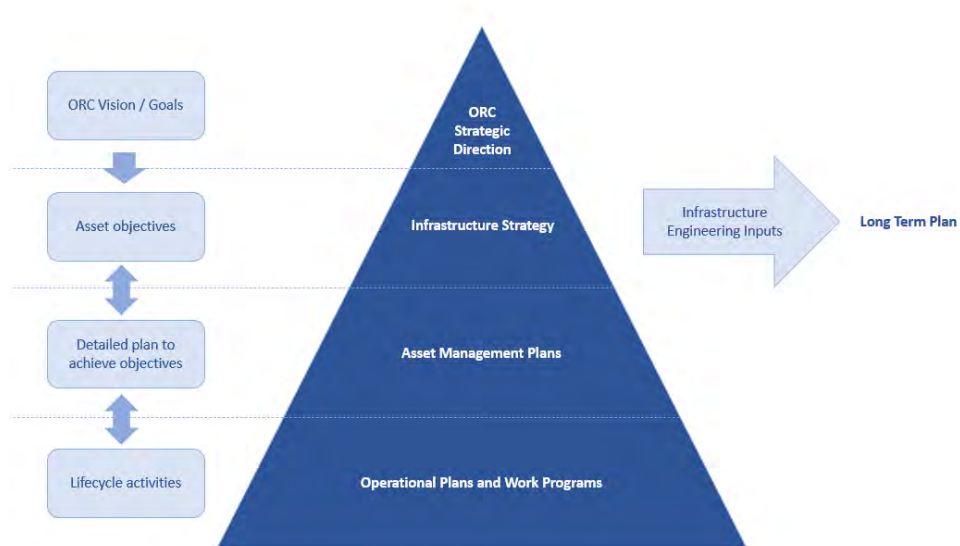 ORC Vision / Goals
ORC
Strategic
Direction
Asset objectives
Infrastructure Strategy
Infrastructure
Engineering Inputs
Long Term Plan
Detailed plan to
achieve objectives
Asset Management Plans
Lifecycle activities
Operational Plans and Work Programs